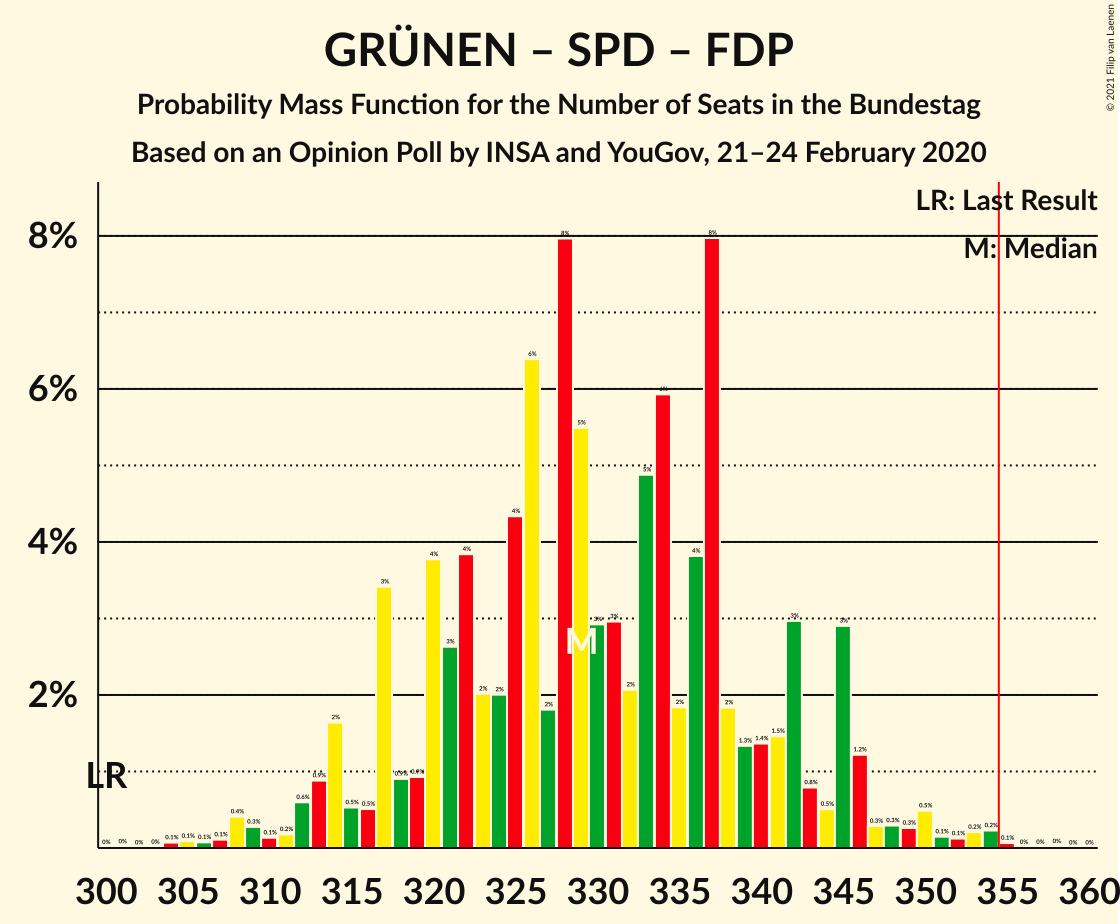 GRÜNEN – SPD – FDP
Probability Mass Function for the Number of Seats in the Bundestag
Based on an Opinion Poll by INSA and YouGov, 21–24 February 2020
© 2021 Filip van Laenen
LR: Last Result
M: Median
8%
6%
4%
2%
LR
M
0% 0% 0% 0% 0.1% 0.1% 0.1% 0.1% 0.4% 0.3% 0.1% 0.2% 0.6% 0.9% 2% 0.5% 0.5% 3% 0.9% 0.9% 4% 3% 4% 2% 2% 4% 6% 2% 8% 5% 3% 3% 2% 5% 6% 2% 4% 8% 2% 1.3% 1.4% 1.5% 3% 0.8% 0.5% 3% 1.2% 0.3% 0.3% 0.3% 0.5% 0.1% 0.1% 0.2% 0.2% 0.1% 0% 0% 0% 0% 0%
300 305 310 315 320 325 330 335 340 345 350 355 360